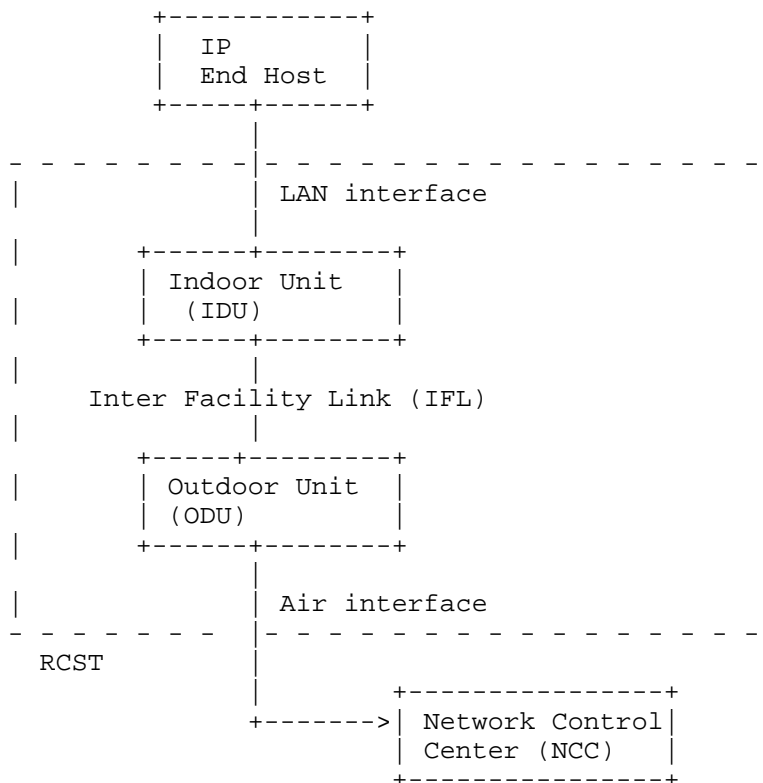 IP
End Host
LAN interface
Indoor Unit
(IDU)
Inter Facility Link (IFL)
Outdoor Unit
(ODU)
Air interface
RCST
Network Control
Center (NCC)